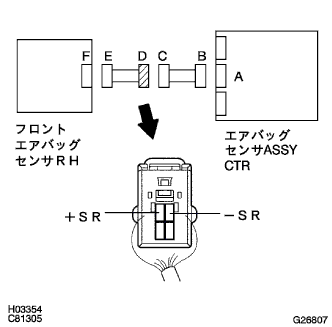 F E D C B
A
フロント
エアバッグ
センサRH
エアバッグ
センサASSY
CTR
+SR
−SR
H03354
C81305
G26807